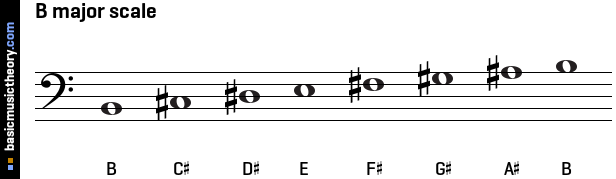 B major scale
basicmusictheory.com
B C♯ D♯ E F♯ G♯ A♯ B